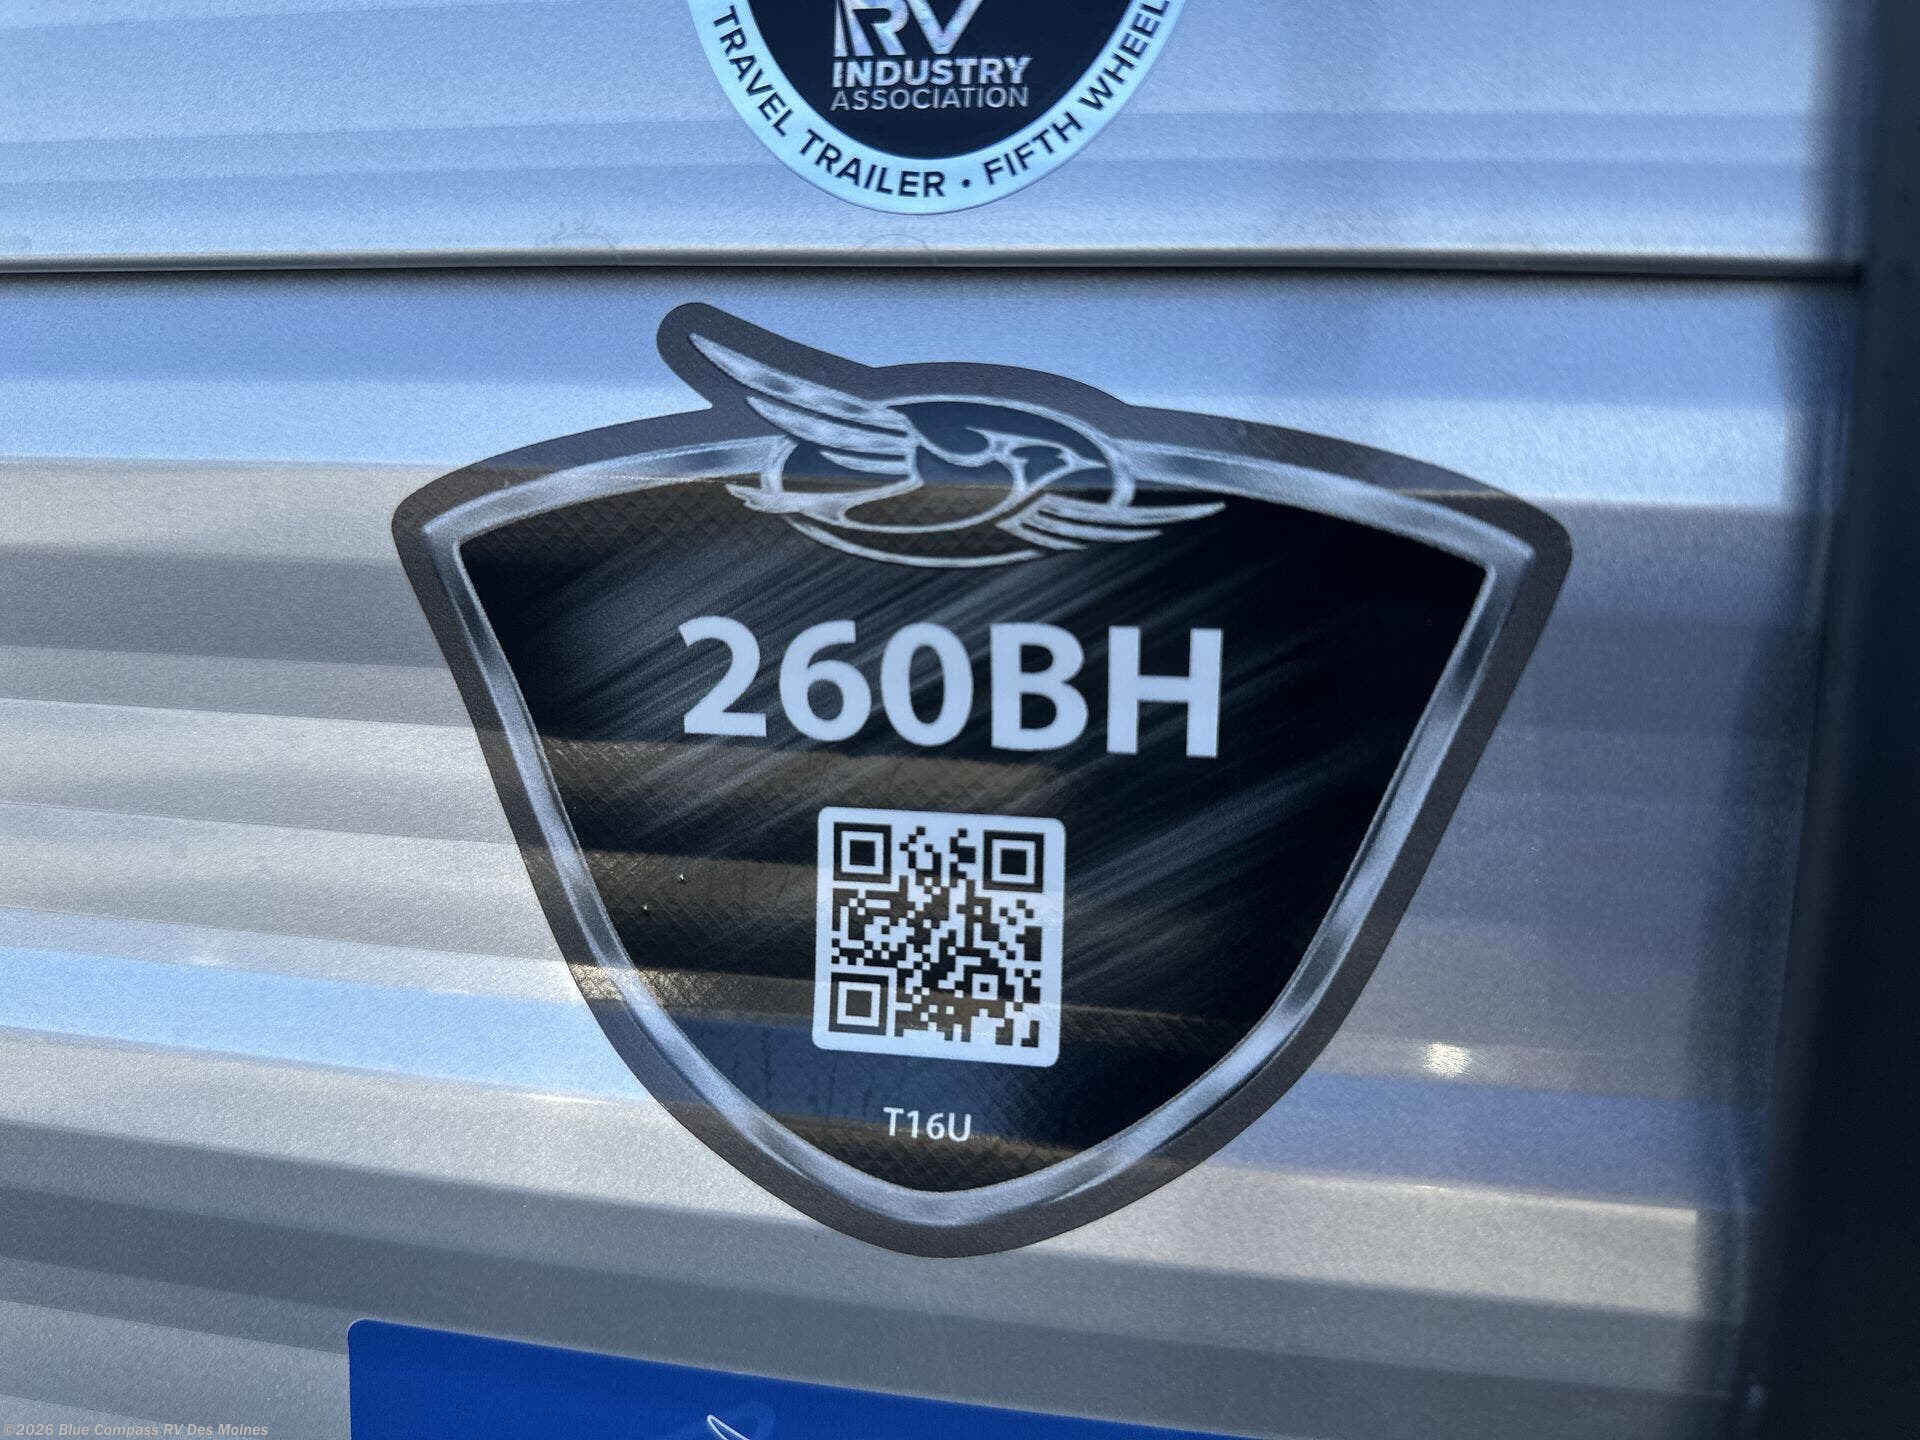 RV
INDUSTRY
ASSOCIATION
TRAVEL TRAILER • FIFTH WHEEL
260BH
T16U
©2026 Blue Compass RV Des Moines